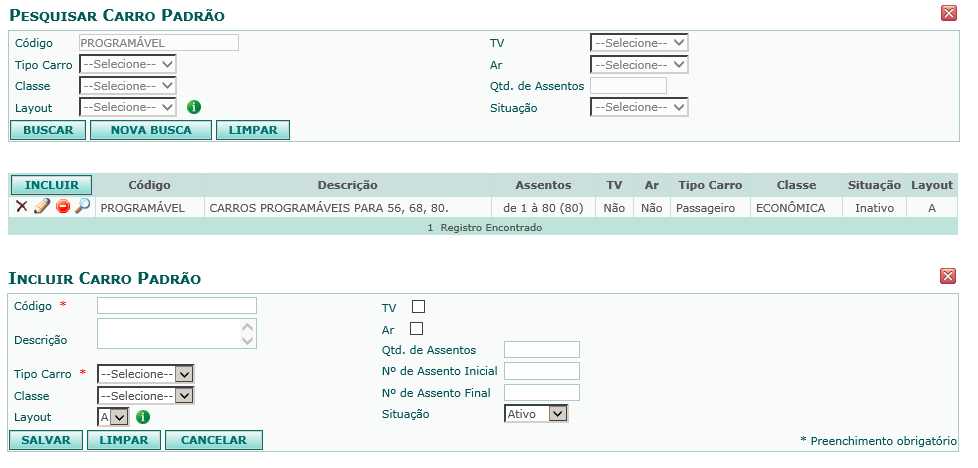 PESQUISAR CARRO PADRÃO
Código PROGRAMÁVEL TV --Selecione--
Tipo Carro --Selecione-- Ar --Selecione--
Classe --Selecione-- Qtd. de Assentos
Layout --Selecione-- i Situação --Selecione--
BUSCAR NOVA BUSCA LIMPAR
INCLUIR Código Descrição Assentos TV Ar Tipo Carro Classe Situação Layout
PROGRAMÁVEL CARROS PROGRAMÁVEIS PARA 56, 68, 80. de 1 à 80 (80) Não Não Passageiro ECONÔMICA Inativo A
1 Registro Encontrado
INCLUIR CARRO PADRÃO
Código * TV
Descrição Ar
Qtd. de Assentos
Tipo Carro * --Selecione-- Nº de Assento Inicial
Classe --Selecione-- Nº de Assento Final
Layout A i Situação Ativo
SALVAR LIMPAR CANCELAR * Preenchimento obrigatório